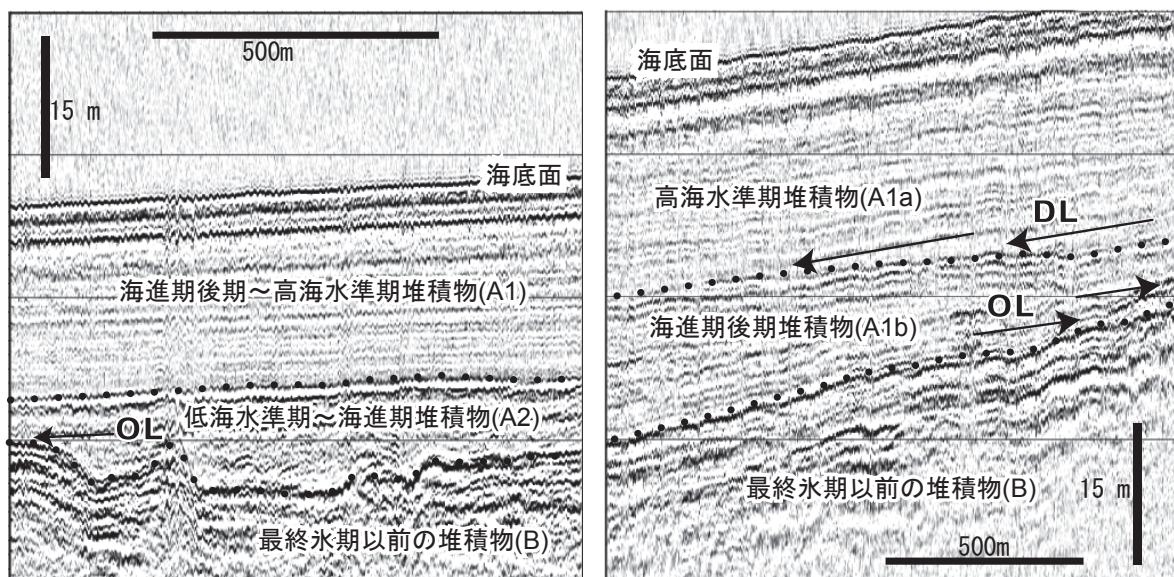 500m
15 m
海底面
海進期後期～高海水準期堆積物(A1)
低海水準期～海進期堆積物(A2)
OL
最終氷期以前の堆積物(B)
海底面
高海水準期堆積物(A1a)
DL
OL
海進期後期堆積物(A1b)
最終氷期以前の堆積物(B)
15 m
500m